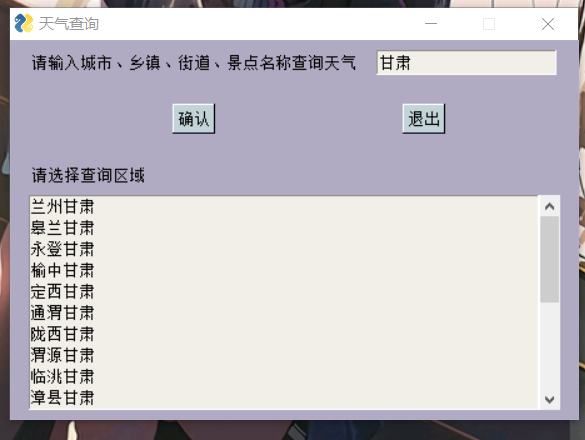 天气查询
请输入城市、乡镇、街道、景点名称查询天气 甘肃
确认 退出
请选择查询区域
兰州甘肃
皋兰甘肃
永登甘肃
榆中甘肃
定西甘肃
通渭甘肃
陇西甘肃
渭源甘肃
临洮甘肃
漳县甘肃